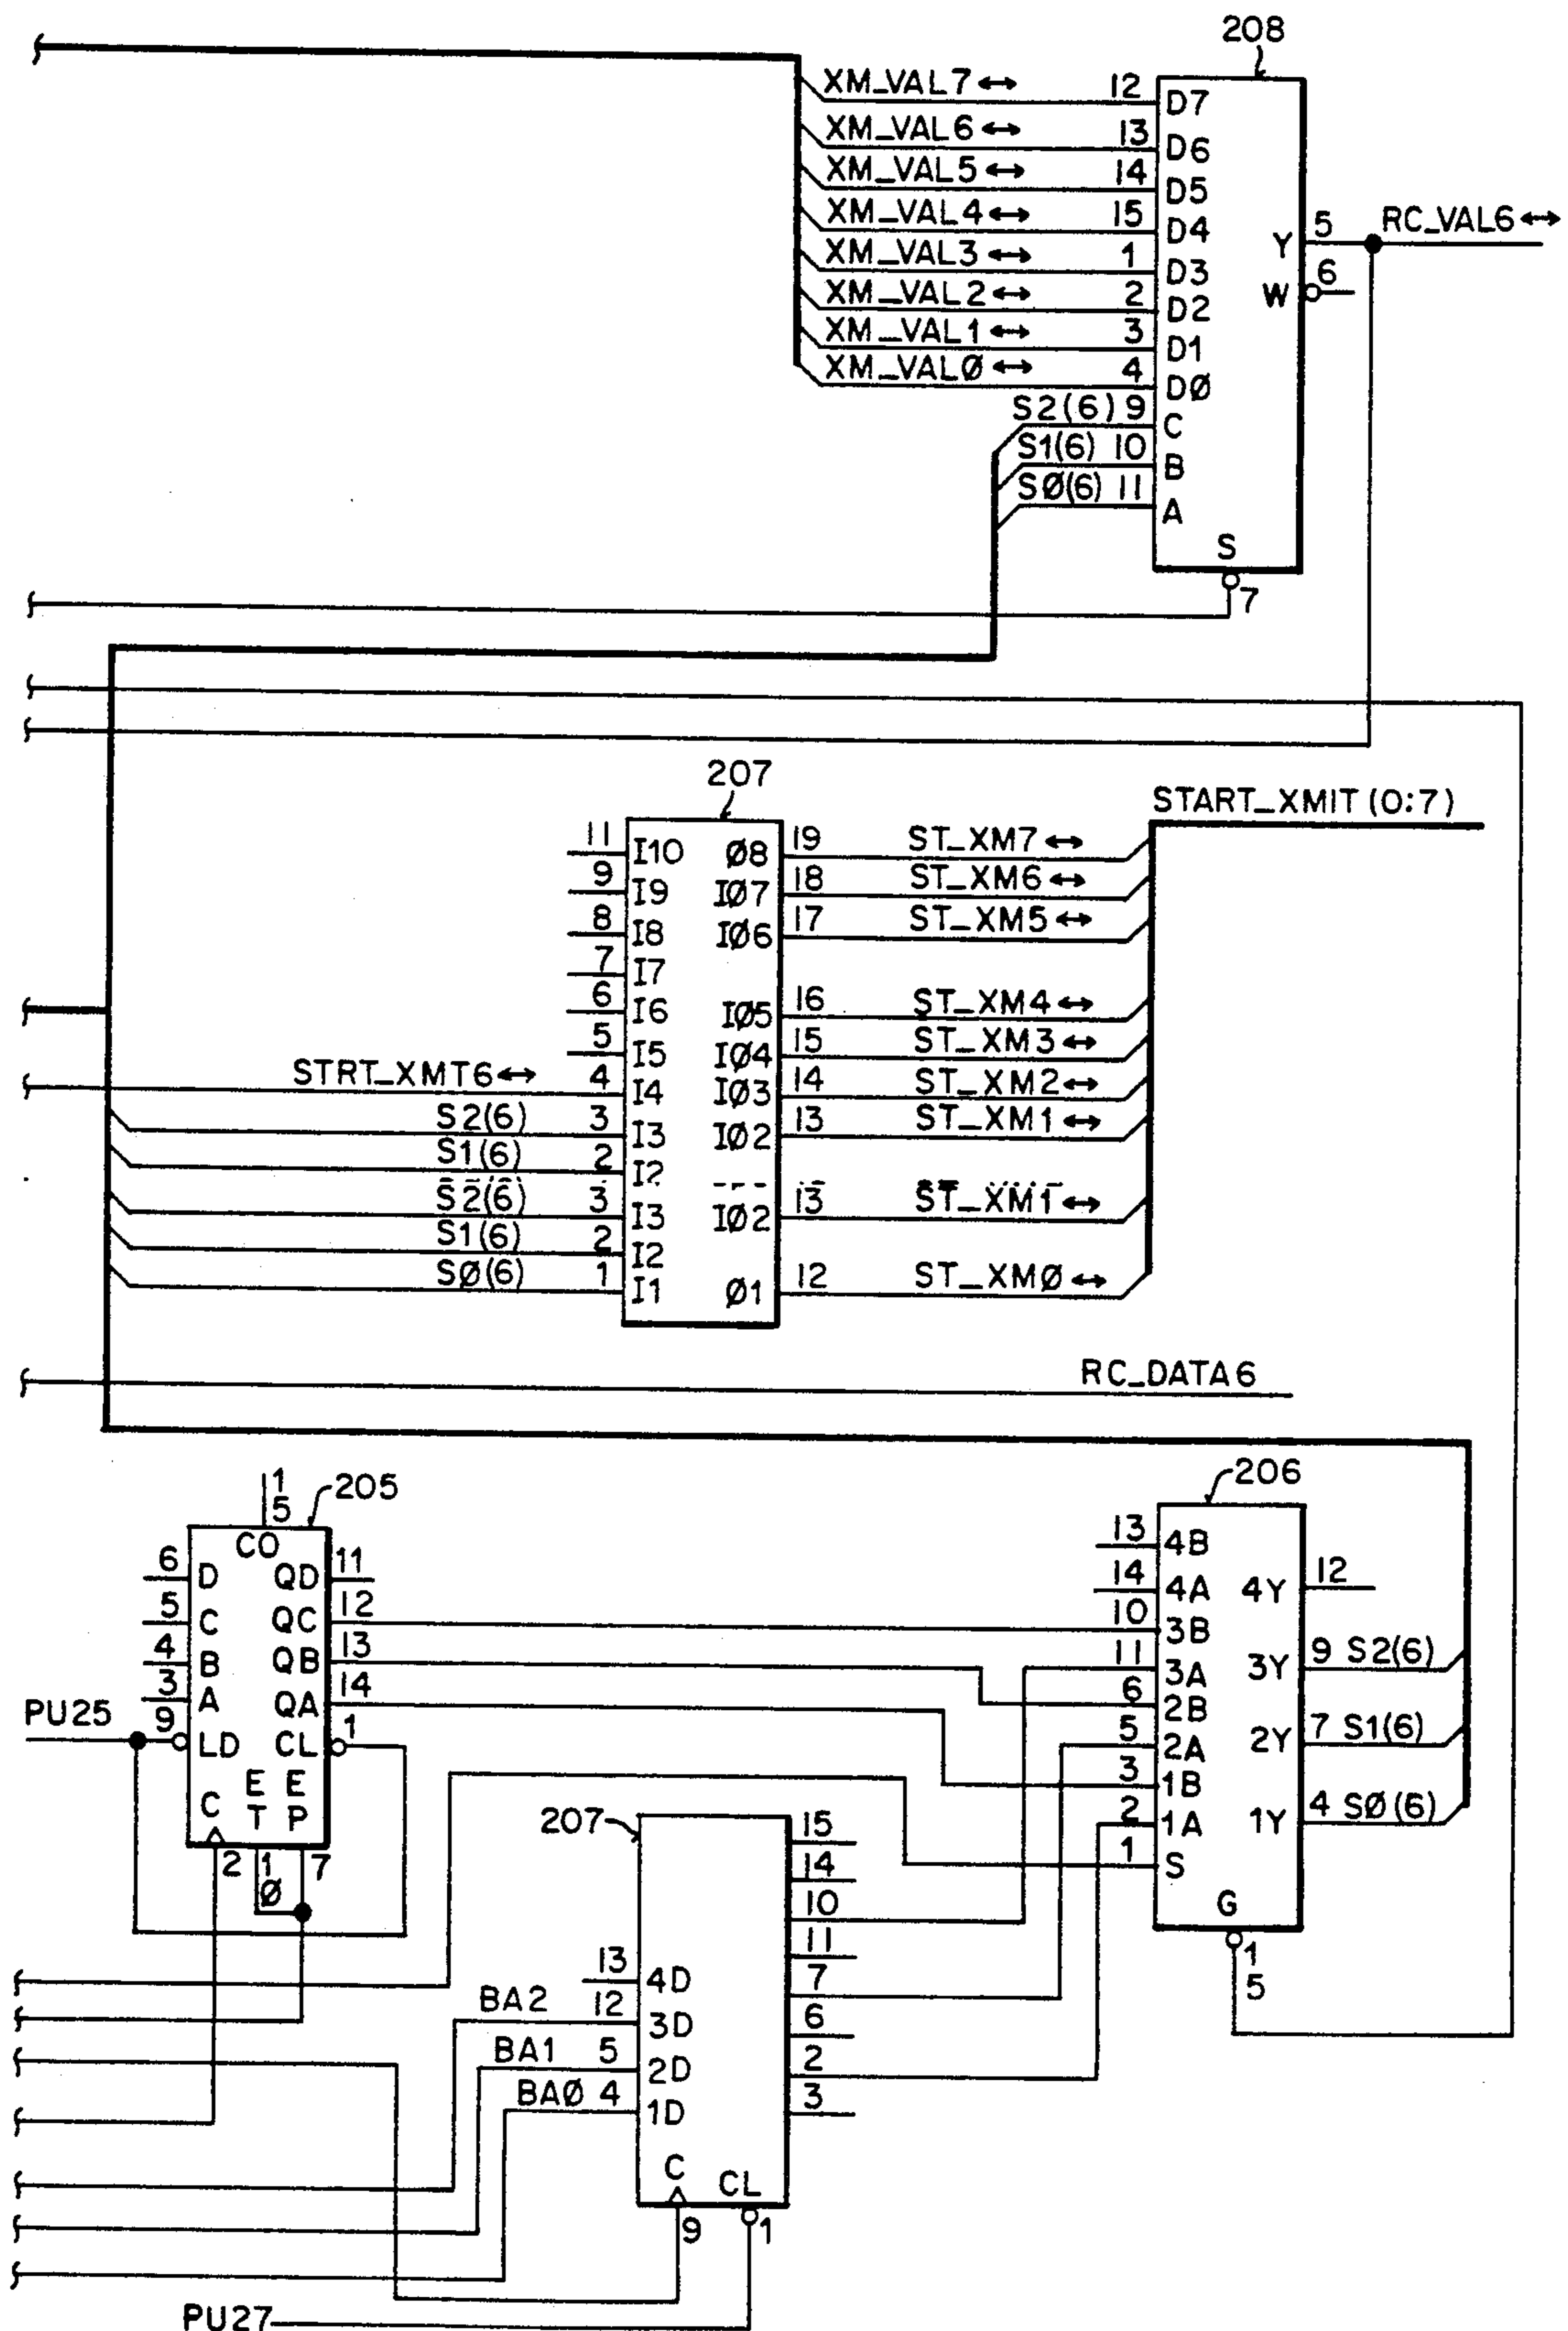 208
XM_VAL7 ↔ 12 D7
XM_VAL6 ↔ 13 D6
XM_VAL5 ↔ 14 D5
XM_VAL4 ↔ 15 D4
XM_VAL3 ↔ 1 D3
XM_VAL2 ↔ 2 D2
XM_VAL1 ↔ 3 D1
XM_VALØ ↔ 4 DØ
S2(6) 9 C
S1(6) 10 B
SØ(6) 11 A
Y 5 RC_VAL6 ↔
W 6
S
7
207
START_XMIT (0:7)
11 I10 Ø8 19 ST_XM7 ↔
9 I9 IØ7 18 ST_XM6 ↔
8 I8 IØ6 17 ST_XM5 ↔
7 I7
6 I6 IØ5 16 ST_XM4 ↔
5 I5 IØ4 15 ST_XM3 ↔
STRT_XMT6 ↔ 4 I4 IØ3 14 ST_XM2 ↔
S2(6) 3 I3 IØ2 13 ST_XM1 ↔
S1(6) 2 I2
S2(6) 3 I3 IØ2 13 ST_XM1 ↔
S1(6) 2 I2
SØ(6) 1 I1 Ø1 12 ST_XMØ ↔
RC_DATA6
205
15
CO
6 D QD 11
5 C QC 12
4 B QB 13
3 A QA 14
PU25 9 LD CL 1
C ET EP
2 1Ø 7
206
13 4B
14 4A 4Y 12
10 3B
11 3A 3Y 9 S2(6)
6 2B
5 2A 2Y 7 S1(6)
3 1B
2 1A 1Y 4 SØ(6)
1 S
G
15
207
15
14
10
11
13 4D 7
BA2 12 3D 6
BA1 5 2D 2
BAØ 4 1D 3
C CL
9 1
PU27